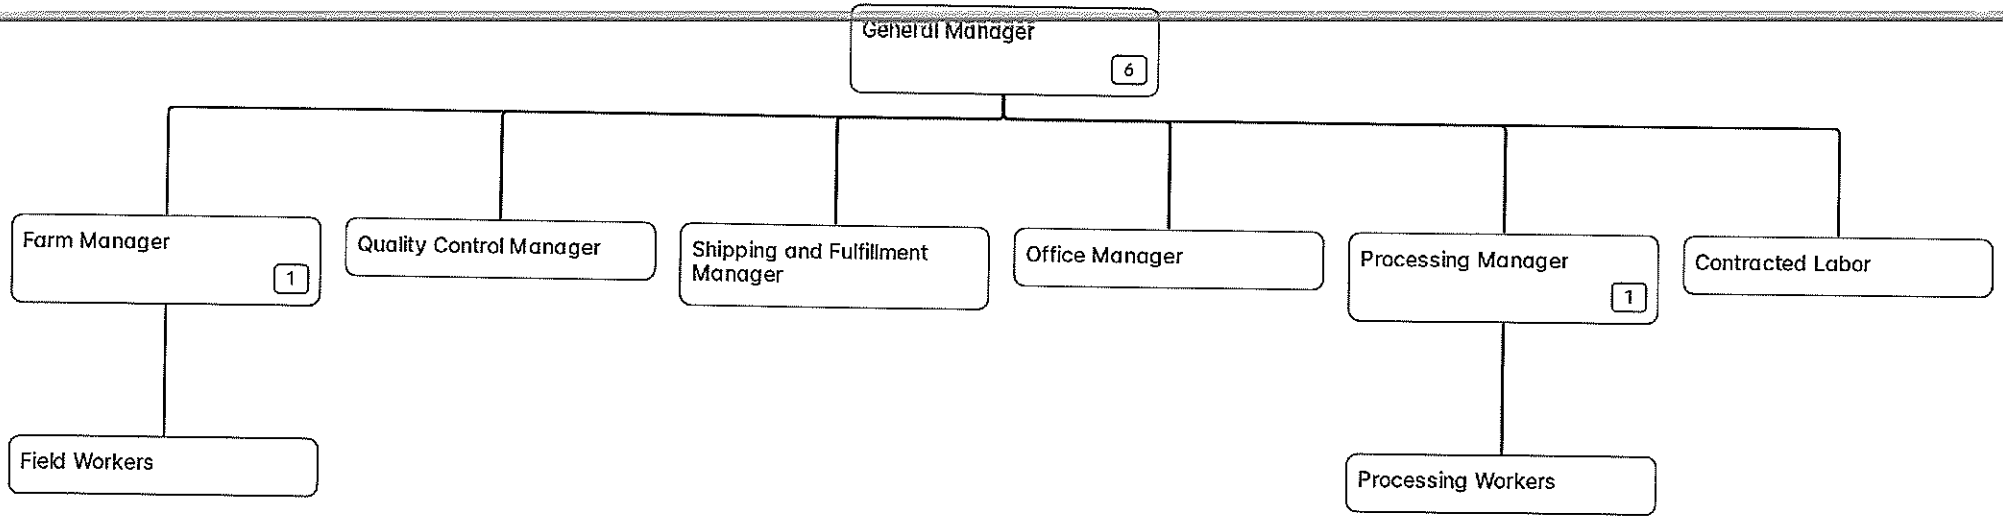 General Manager
6
Farm Manager
1
Quality Control Manager
Shipping and Fulfillment
Manager
Office Manager
Processing Manager
1
Contracted Labor
Field Workers
Processing Workers